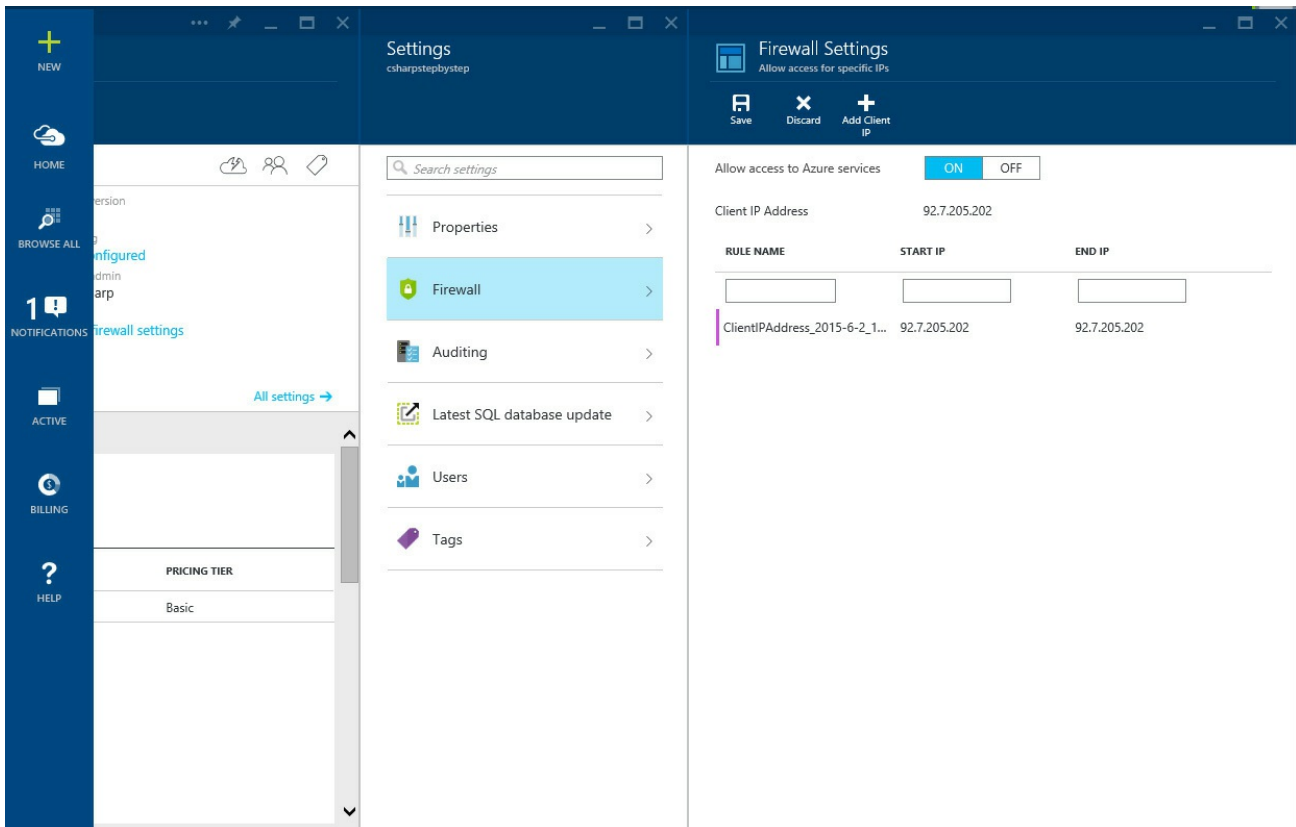 NEW
HOME
BROWSE ALL
1
NOTIFICATIONS
ACTIVE
BILLING
?
HELP
ersion
g
nfigured
dmin
arp
firewall settings
All settings →
PRICING TIER
Basic
Settings
csharpstepbystep
Search settings
Properties
Firewall
Auditing
Latest SQL database update
Users
Tags
Firewall Settings
Allow access for specific IPs
Save Discard Add Client
IP
Allow access to Azure services ON OFF
Client IP Address 92.7.205.202
RULE NAME START IP END IP
ClientIPAddress_2015-6-2_1... 92.7.205.202 92.7.205.202